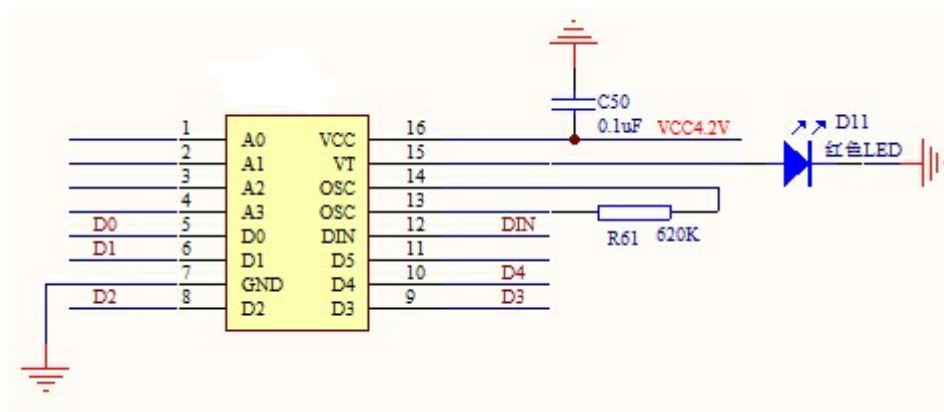 C50
0.1uF VCC4.2V
D11
红色LED
1 A0 VCC 16
2 A1 VT 15
3 A2 OSC 14
4 A3 OSC 13
D0 5 D0 DIN 12 DIN
R61 620K
D1 6 D1 D5 11
7 GND D4 10 D4
D2 8 D2 D3 9 D3